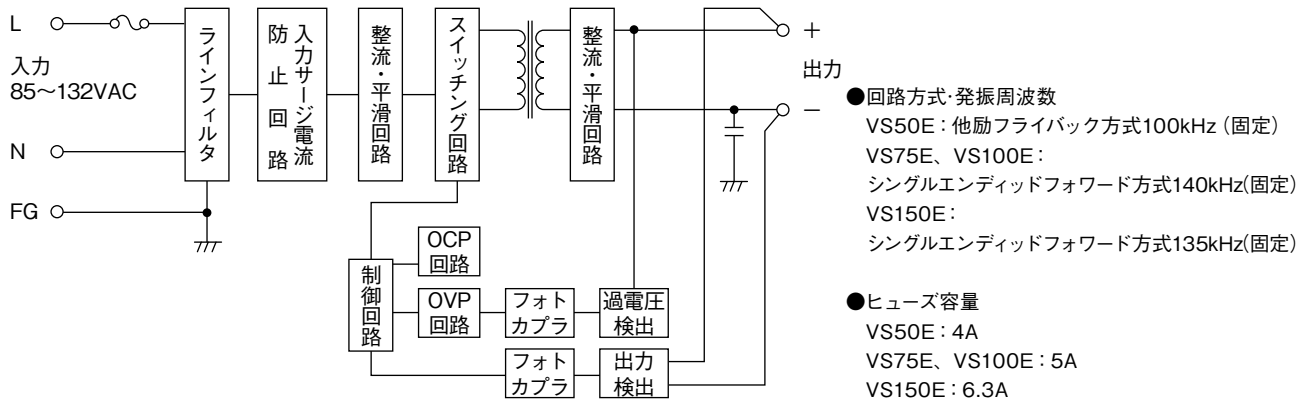 L
入力
85～132VAC
N
FG
ラインフィルタ
入力サージ電流
防止回路
整流・平滑回路
スイッチング回路
整流・平滑回路
＋
出力
－
制御回路
OCP
回路
OVP
回路
フォト
カプラ
過電圧
検出
フォト
カプラ
出力
検出
●回路方式・発振周波数
VS50E：他励フライバック方式100kHz（固定）
VS75E、VS100E：
シングルエンディッドフォワード方式140kHz(固定)
VS150E：
シングルエンディッドフォワード方式135kHz(固定)
●ヒューズ容量
VS50E：4A
VS75E、VS100E：5A
VS150E：6.3A